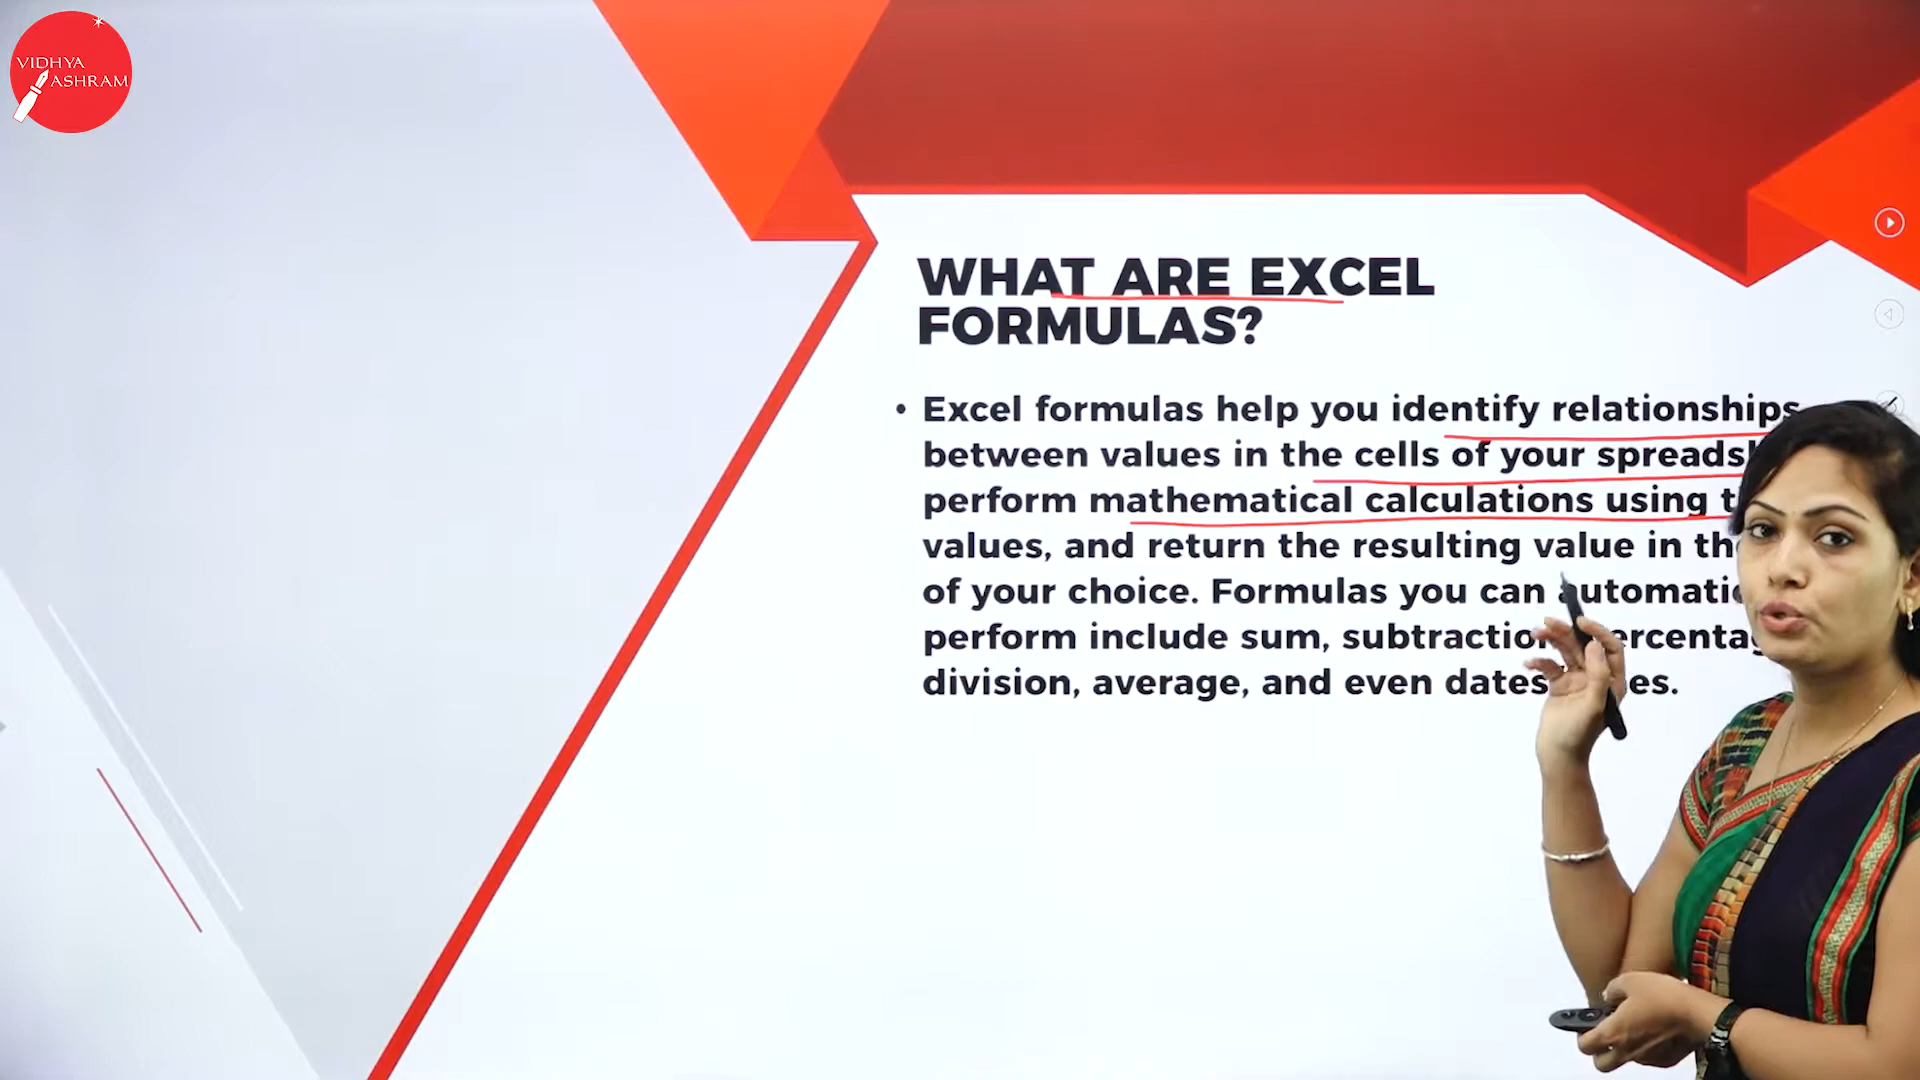 VIDHYA
ASHRAM
WHAT ARE EXCEL
FORMULAS?
• Excel formulas help you identify relationships
between values in the cells of your
perform mathematical calculations using
values, and return the resulting value in
of your choice. Formulas you can
perform include sum,
division, average, and even dates